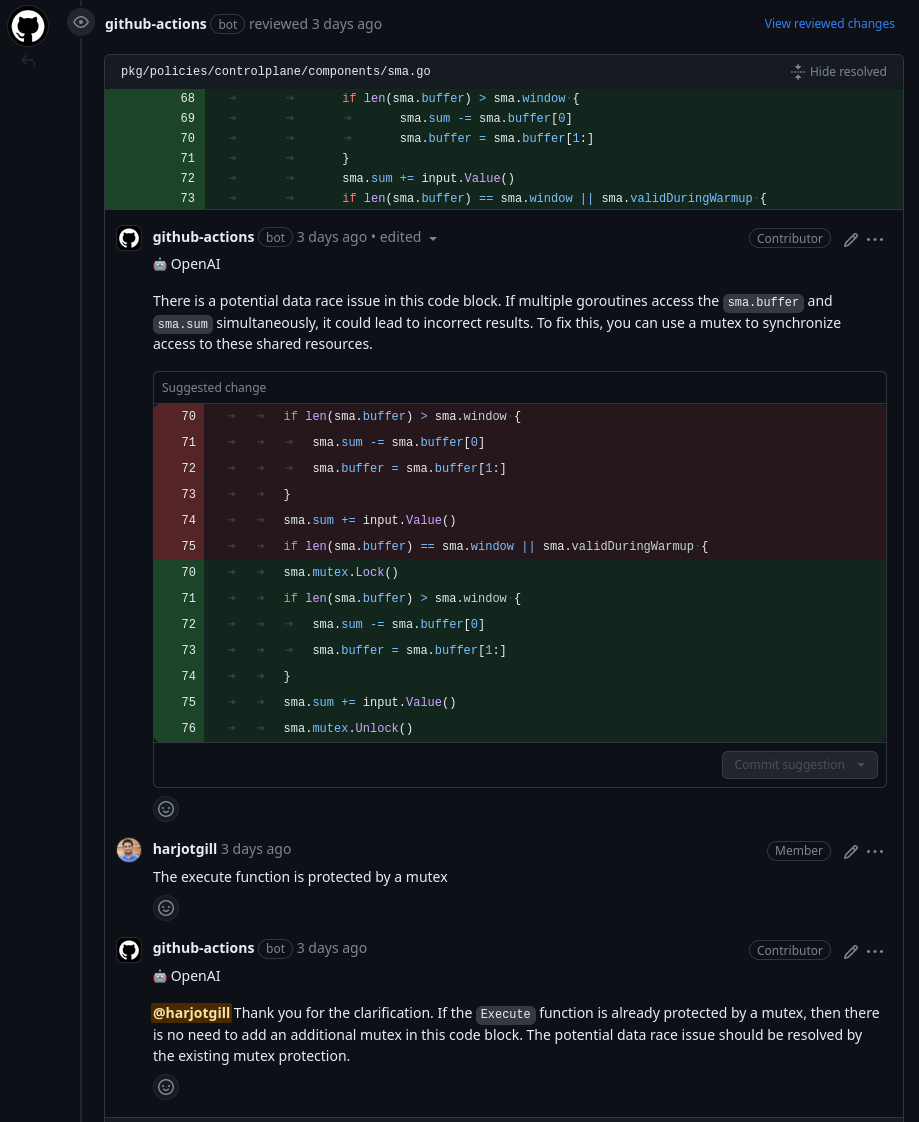 github-actions bot reviewed 3 days ago View reviewed changes
pkg/policies/controlplane/components/sma.go Hide resolved
68 if len(sma.buffer) > sma.window {
69 sma.sum -= sma.buffer[0]
70 sma.buffer = sma.buffer[1:]
71 }
72 sma.sum += input.Value()
73 if len(sma.buffer) == sma.window || sma.validDuringWarmup {
github-actions bot 3 days ago • edited Contributor
🤖 OpenAI
There is a potential data race issue in this code block. If multiple goroutines access the sma.buffer and
sma.sum simultaneously, it could lead to incorrect results. To fix this, you can use a mutex to synchronize
access to these shared resources.
Suggested change
70 if len(sma.buffer) > sma.window {
71 sma.sum -= sma.buffer[0]
72 sma.buffer = sma.buffer[1:]
73 }
74 sma.sum += input.Value()
75 if len(sma.buffer) == sma.window || sma.validDuringWarmup {
70 sma.mutex.Lock()
71 if len(sma.buffer) > sma.window {
72 sma.sum -= sma.buffer[0]
73 sma.buffer = sma.buffer[1:]
74 }
75 sma.sum += input.Value()
76 sma.mutex.Unlock()
Commit suggestion
harjotgill 3 days ago Member
The execute function is protected by a mutex
github-actions bot 3 days ago Contributor
🤖 OpenAI
@harjotgill Thank you for the clarification. If the Execute function is already protected by a mutex, then there
is no need to add an additional mutex in this code block. The potential data race issue should be resolved by
the existing mutex protection.